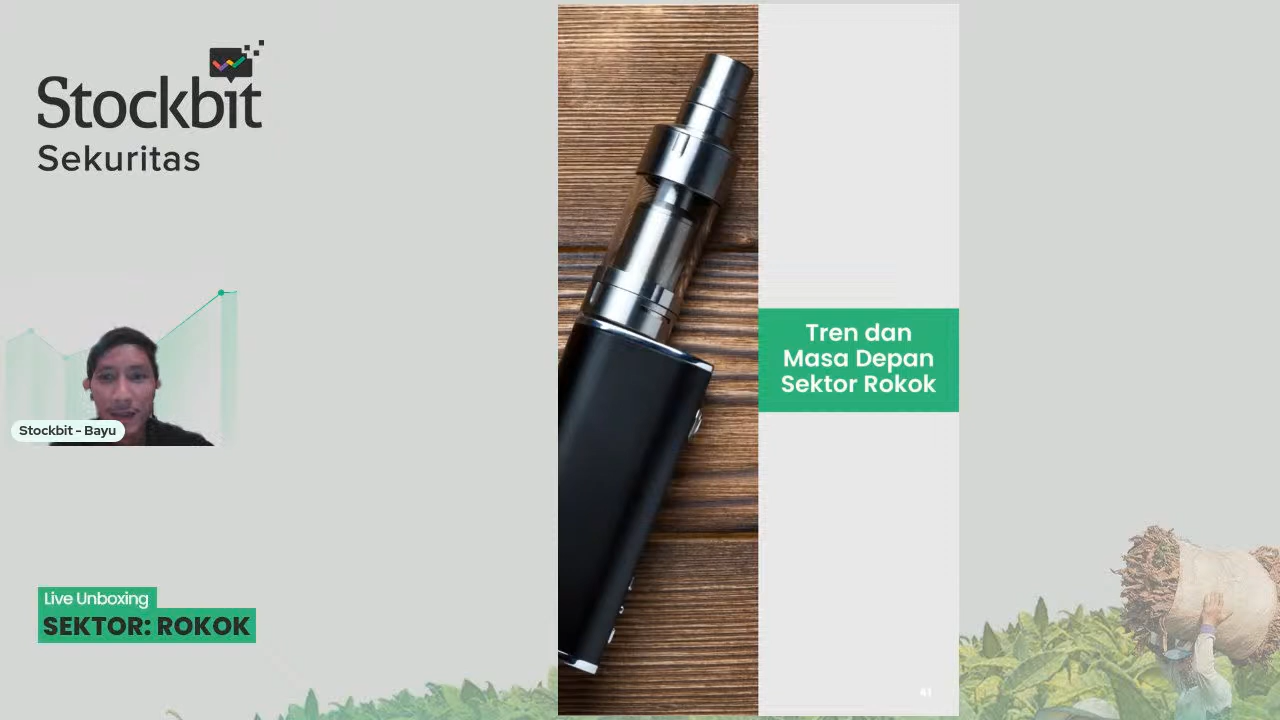 Stockbit
Sekuritas
Stockbit - Bayu
Live Unboxing
SEKTOR: ROKOK
Tren dan
Masa Depan
Sektor Rokok